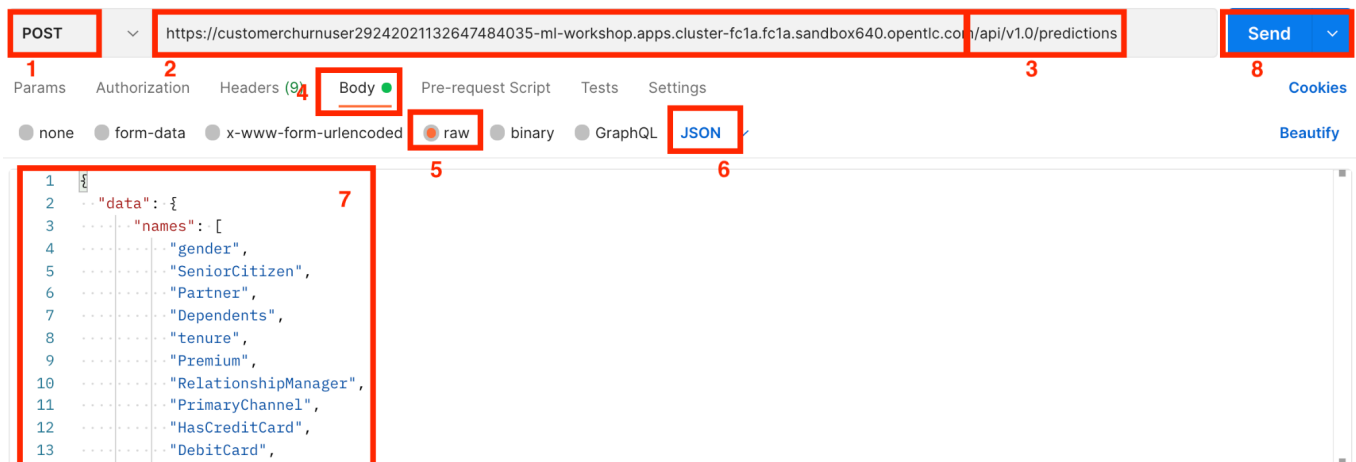 POST https://customerchurnuser29242021132647484035-ml-workshop.apps.cluster-fc1a.fc1a.sandbox640.opentlc.com/api/v1.0/predictions Send
1 2 3 8
Params Authorization Headers (9) 4 Body Pre-request Script Tests Settings Cookies
none form-data x-www-form-urlencoded raw binary GraphQL JSON Beautify
5 6
1 {
7
2 "data": {
3 "names": [
4 "gender",
5 "SeniorCitizen",
6 "Partner",
7 "Dependents",
8 "tenure",
9 "Premium",
10 "RelationshipManager",
11 "PrimaryChannel",
12 "HasCreditCard",
13 "DebitCard",